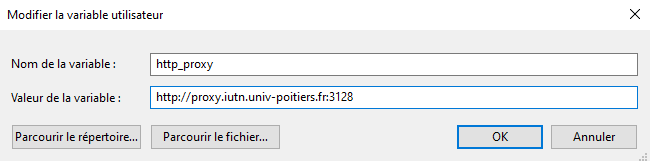 Modifier la variable utilisateur
Nom de la variable : http_proxy
Valeur de la variable : http://proxy.iutn.univ-poitiers.fr:3128
Parcourir le répertoire... Parcourir le fichier... OK Annuler